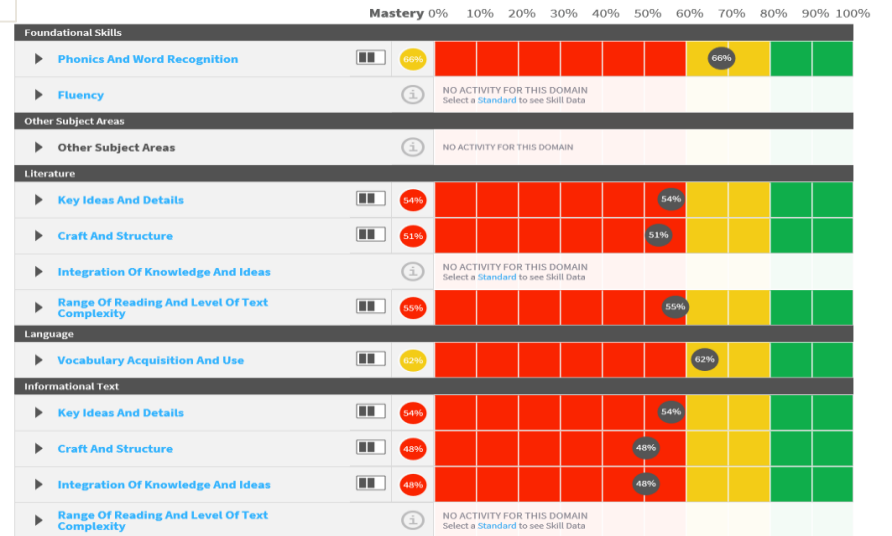 Mastery 0% 10% 20% 30% 40% 50% 60% 70% 80% 90% 100%
Foundational Skills
Phonics And Word Recognition 66% 66%
Fluency i NO ACTIVITY FOR THIS DOMAIN
Select a Standard to see Skill Data
Other Subject Areas
Other Subject Areas i NO ACTIVITY FOR THIS DOMAIN
Literature
Key Ideas And Details 54% 54%
Craft And Structure 51% 51%
Integration Of Knowledge And Ideas i NO ACTIVITY FOR THIS DOMAIN
Select a Standard to see Skill Data
Range Of Reading And Level Of Text
Complexity 55% 55%
Language
Vocabulary Acquisition And Use 62% 62%
Informational Text
Key Ideas And Details 54% 54%
Craft And Structure 48% 48%
Integration Of Knowledge And Ideas 48% 48%
Range Of Reading And Level Of Text
Complexity i NO ACTIVITY FOR THIS DOMAIN
Select a Standard to see Skill Data